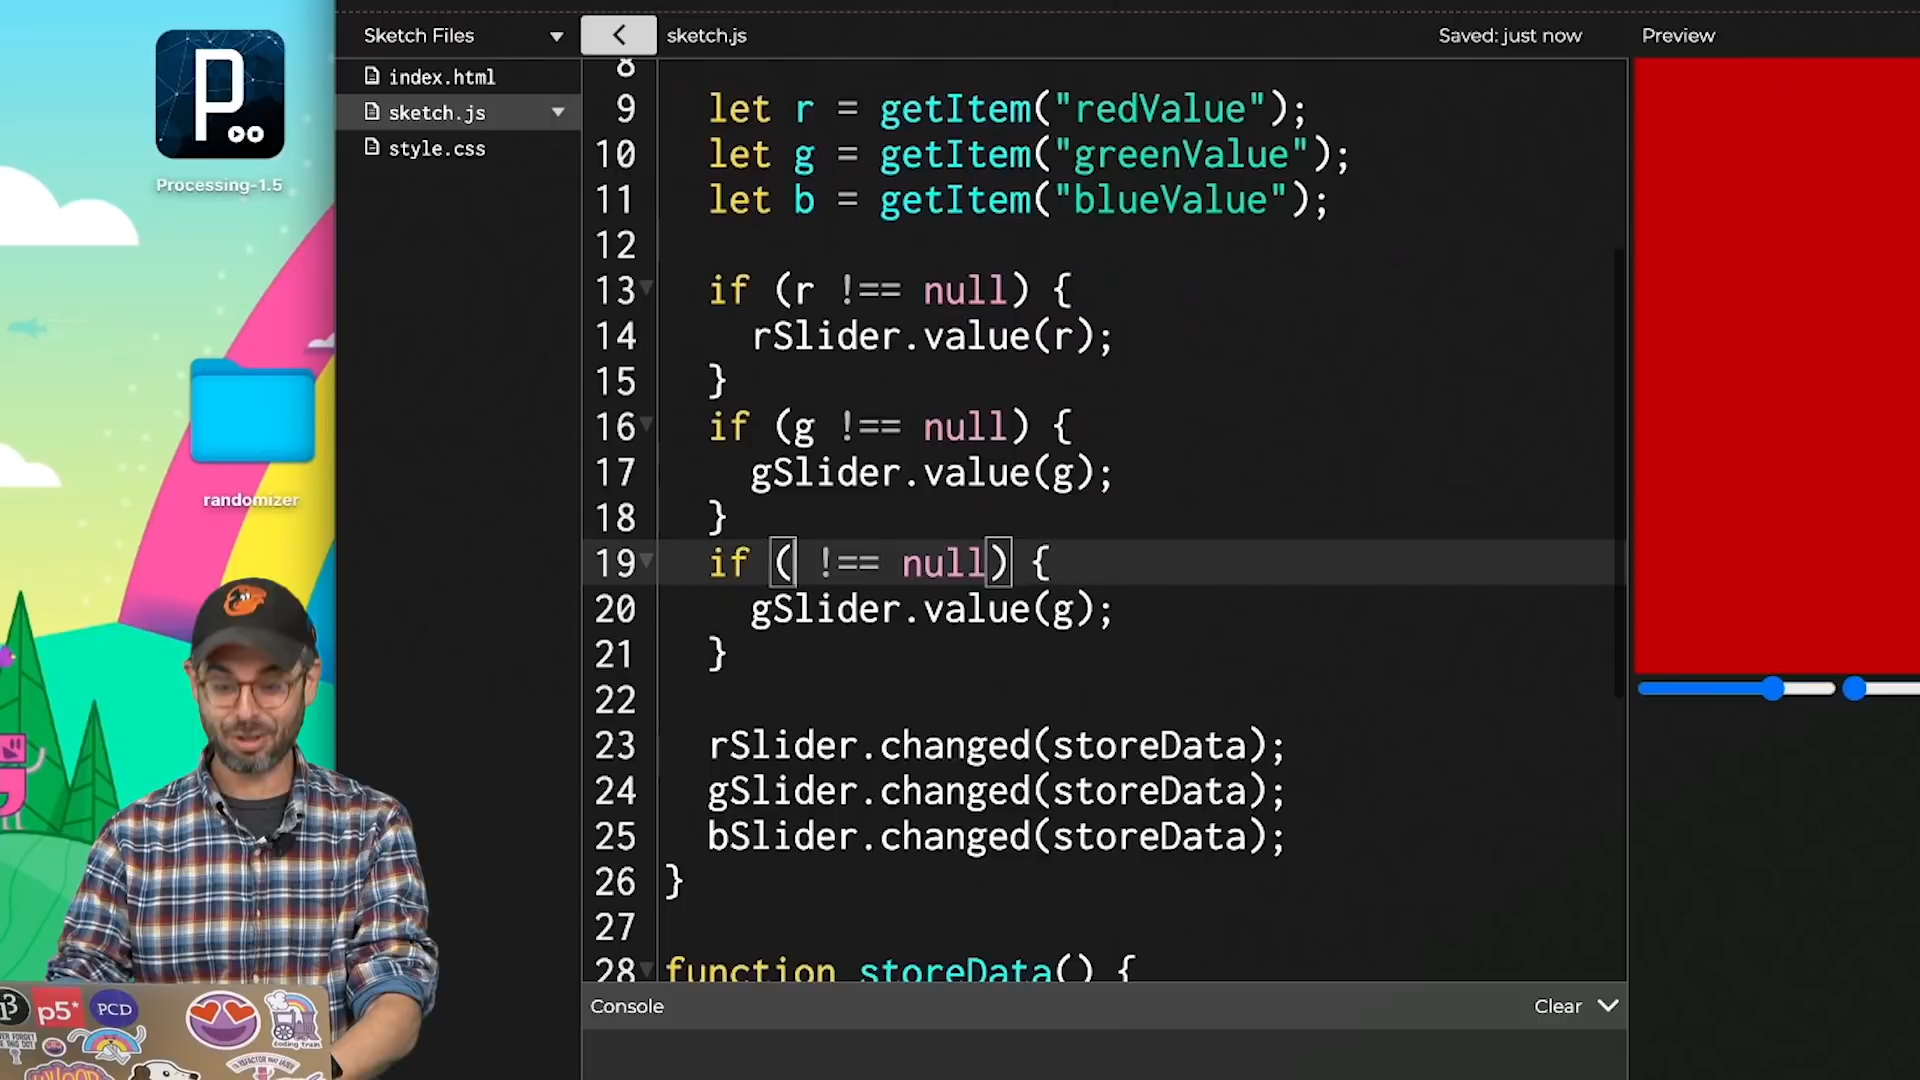 Processing-1.5
randomizer
Sketch Files
index.html
sketch.js
style.css
sketch.js
Saved: just now
Preview
8
9 let r = getItem("redValue");
10 let g = getItem("greenValue");
11 let b = getItem("blueValue");
12
13 if (r !== null) {
14 rSlider.value(r);
15 }
16 if (g !== null) {
17 gSlider.value(g);
18 }
19 if ( !== null) {
20 gSlider.value(g);
21 }
22
23 rSlider.changed(storeData);
24 gSlider.changed(storeData);
25 bSlider.changed(storeData);
26 }
27
28 function storeData() {
Console
Clear
p5*
PCD
coding train